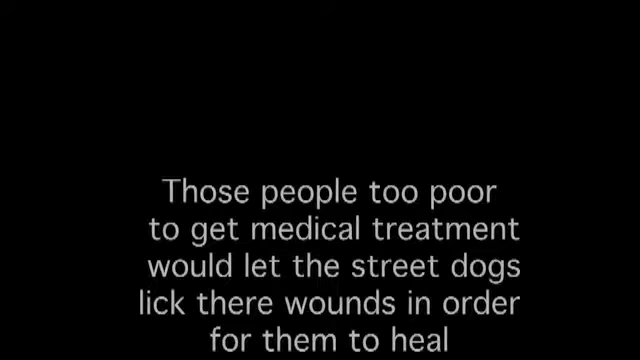 Those people too poor
to get medical treatment
would let the street dogs
lick there wounds in order
for them to heal